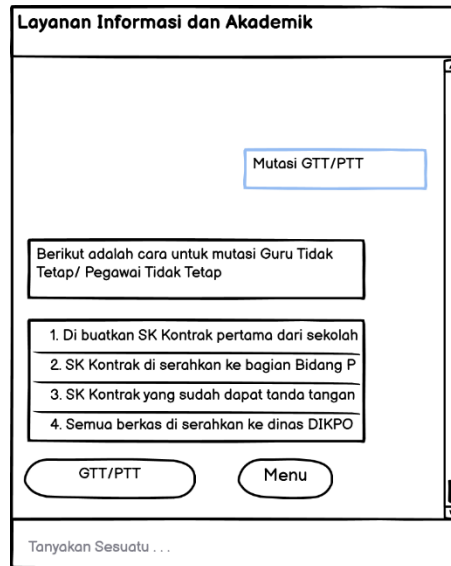 Layanan Informasi dan Akademik
Mutasi GTT/PTT
Berikut adalah cara untuk mutasi Guru Tidak
Tetap/ Pegawai Tidak Tetap
1. Di buatkan SK Kontrak pertama dari sekolah
2. SK Kontrak di serahkan ke bagian Bidang P
3. SK Kontrak yang sudah dapat tanda tangan
4. Semua berkas di serahkan ke dinas DIKPO
GTT/PTT
Menu
Tanyakan Sesuatu . . .